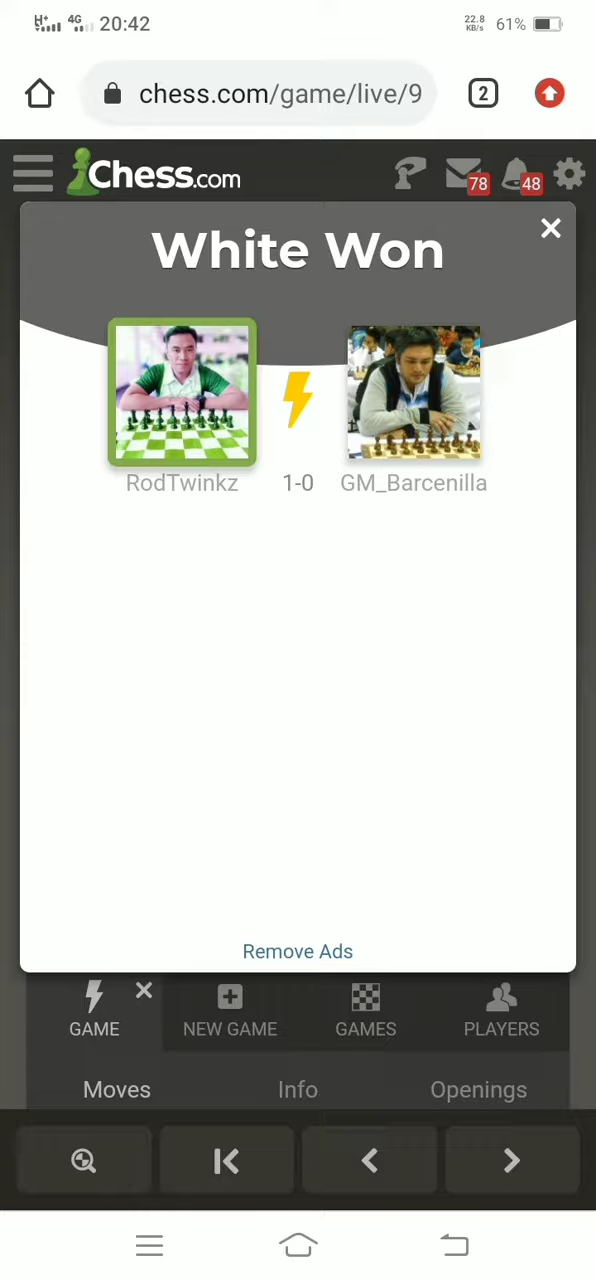 H+ 4G 20:42 22.8 KB/s 61%
chess.com/game/live/9 2
Chess.com 78 48
White Won
RodTwinkz 1-0 GM_Barcenilla
Remove Ads
GAME NEW GAME GAMES PLAYERS
Moves Info Openings